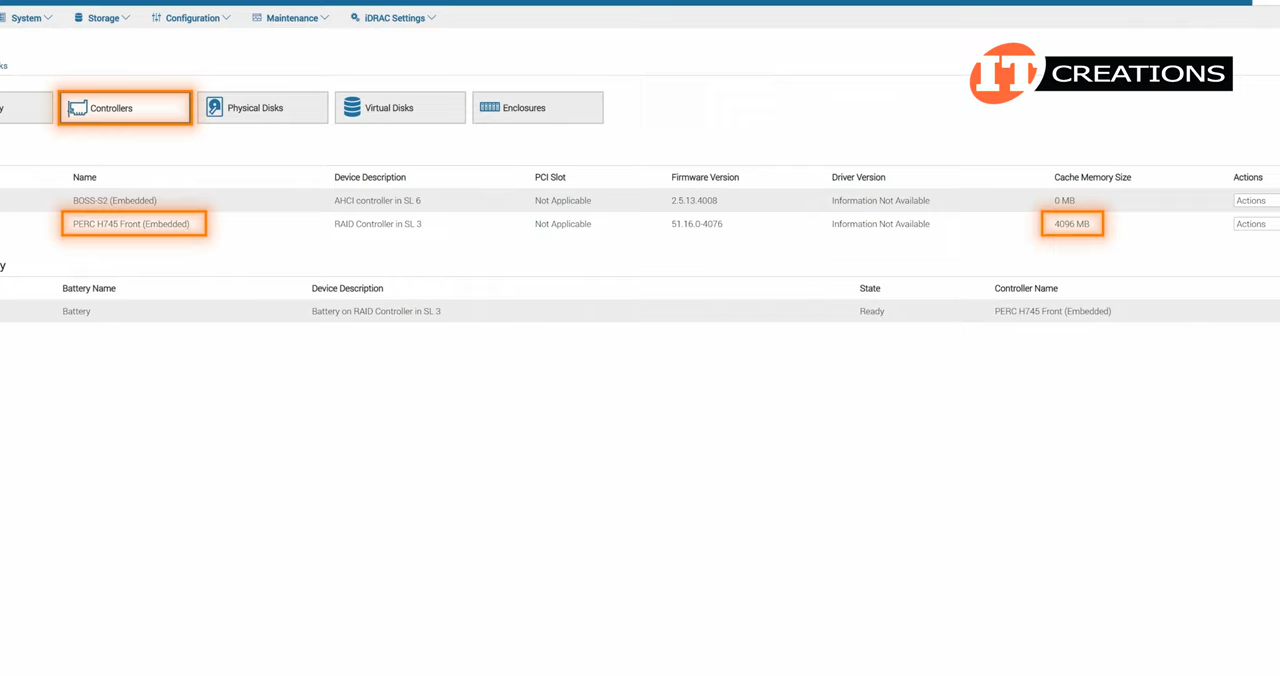 System Storage Configuration Maintenance iDRAC Settings
IT CREATIONS
ks
y Controllers Physical Disks Virtual Disks Enclosures
Name Device Description PCI Slot Firmware Version Driver Version Cache Memory Size Actions
BOSS-S2 (Embedded) AHCI controller in SL 6 Not Applicable 2.5.13.4008 Information Not Available 0 MB Actions
PERC H745 Front (Embedded) RAID Controller in SL 3 Not Applicable 51.16.0-4076 Information Not Available 4096 MB Actions
y
Battery Name Device Description State Controller Name
Battery Battery on RAID Controller in SL 3 Ready PERC H745 Front (Embedded)